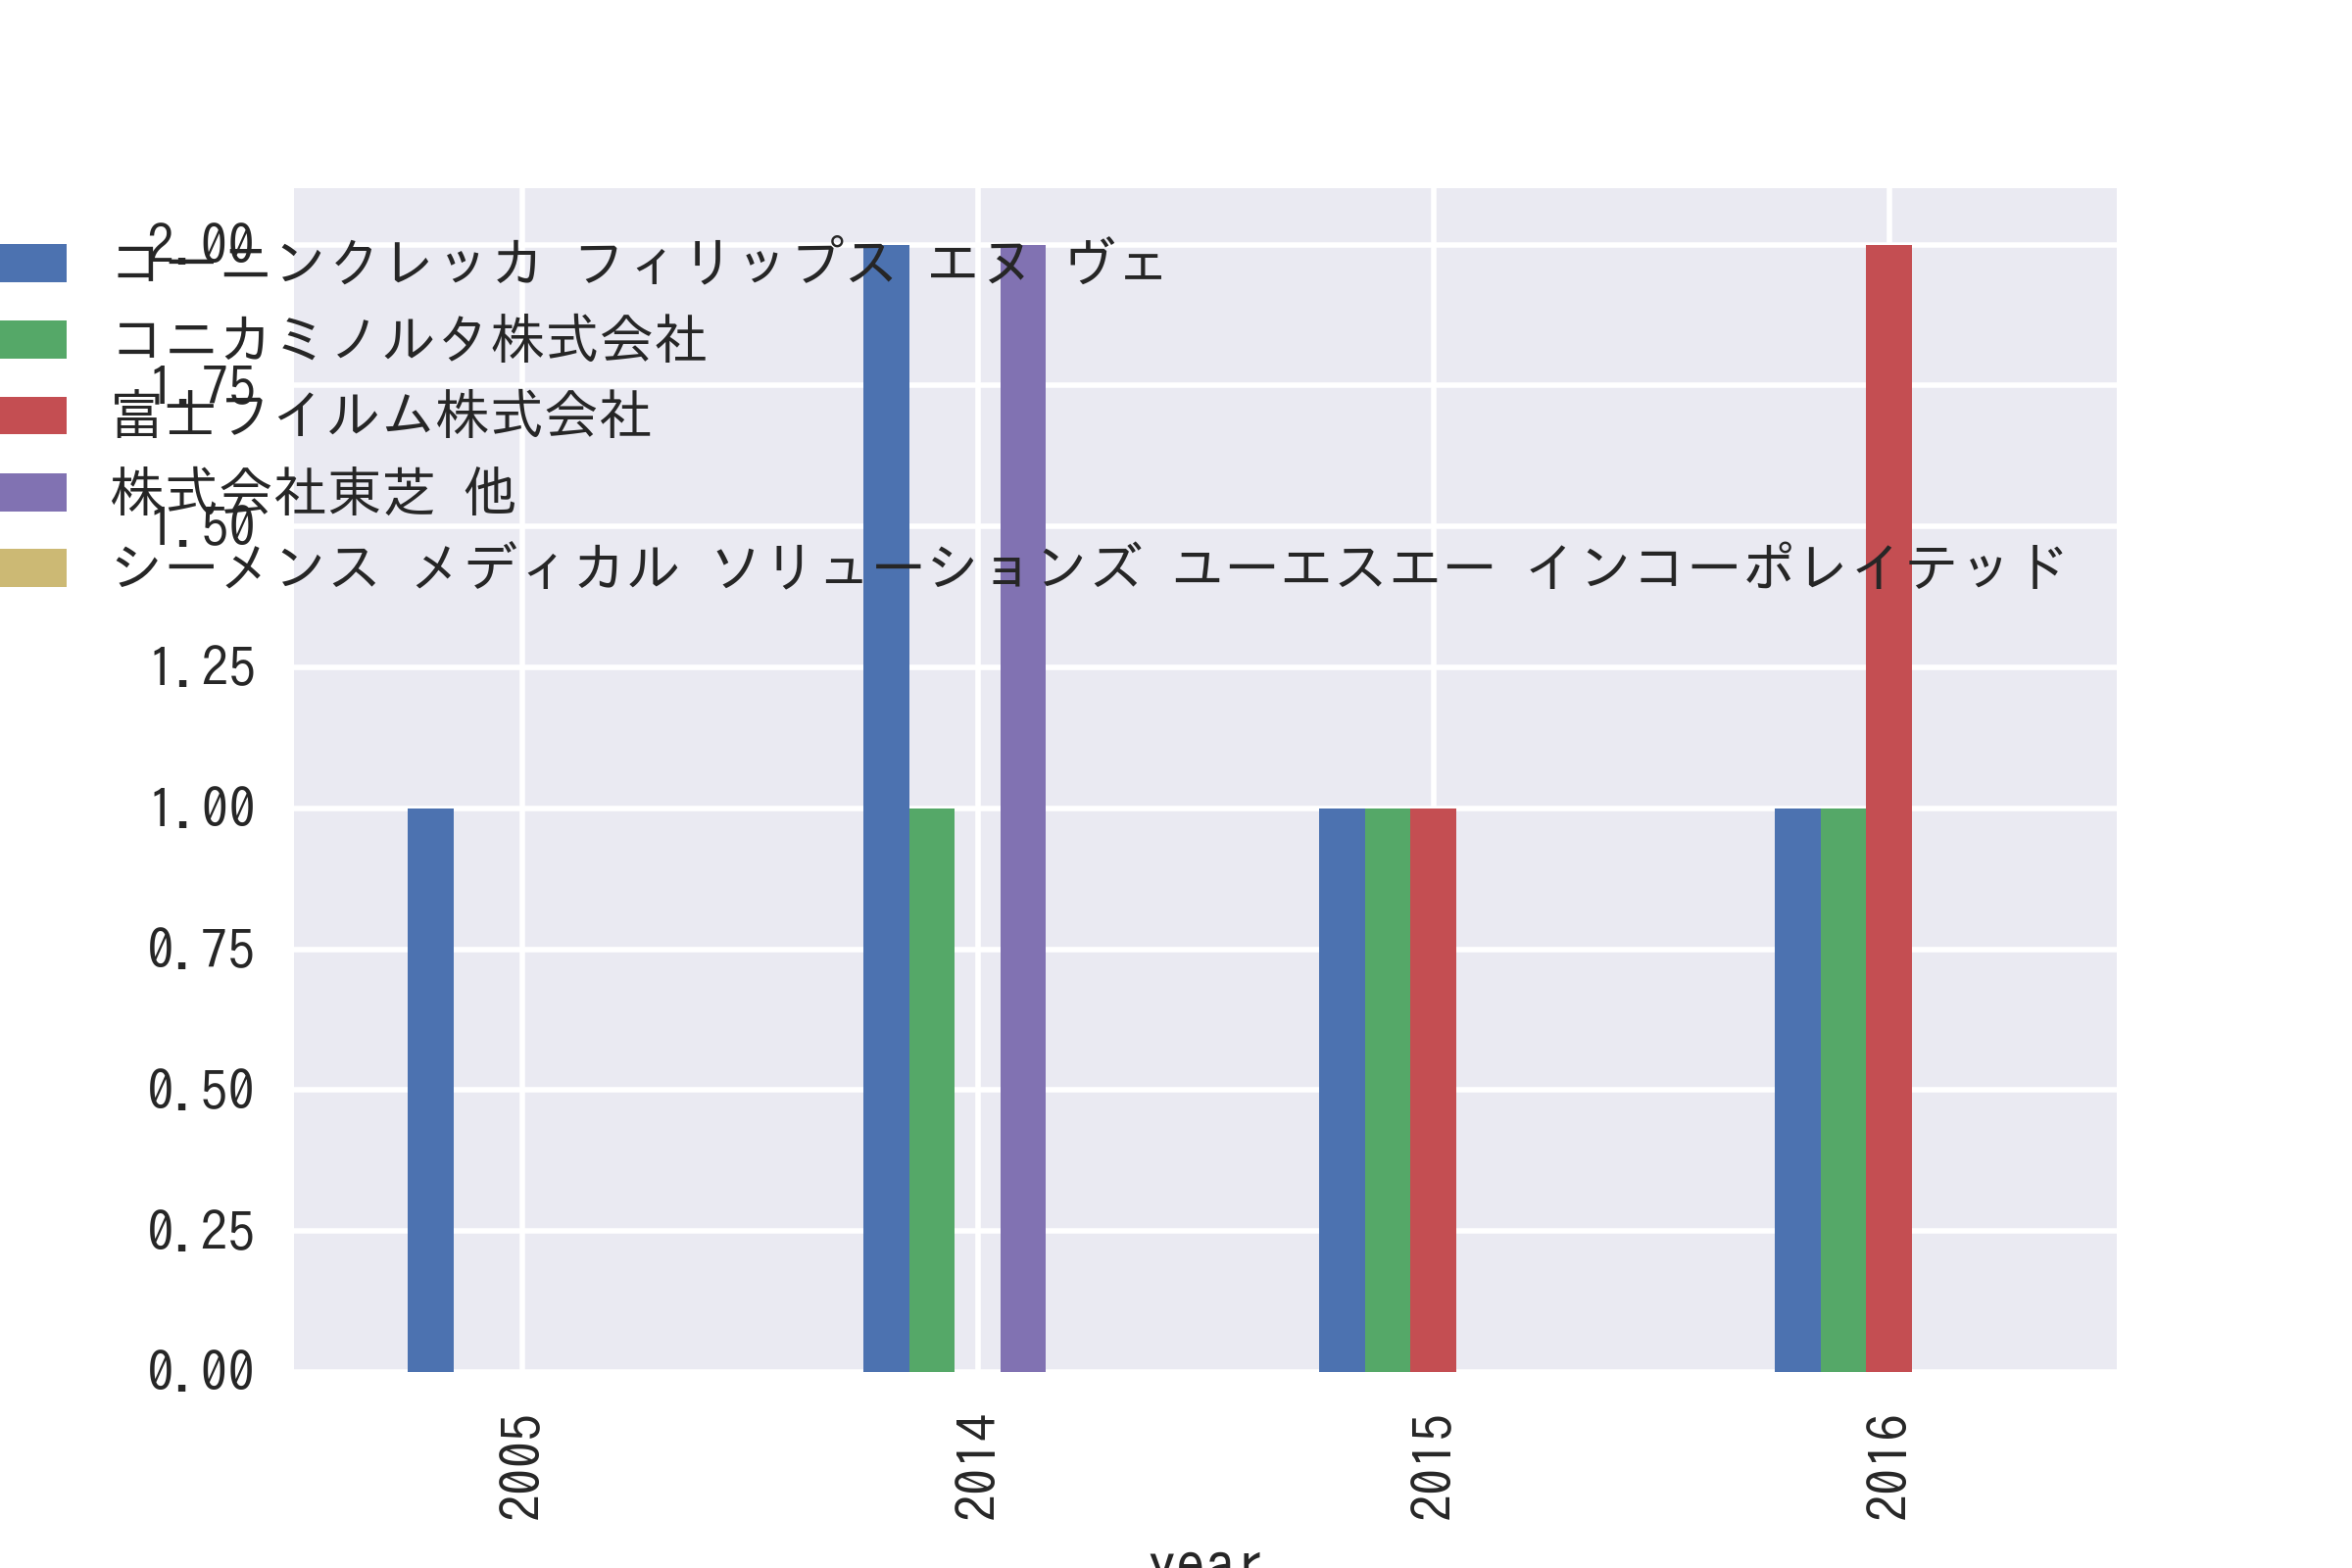 2.00
コーニンクレッカ フィリップス エヌ ヴェ
コニカミノルタ株式会社
1.75
富士フイルム株式会社
株式会社東芝 他
1.50
シーメンス メディカル ソリューションズ ユーエスエー インコーポレイテッド
1.25
1.00
0.75
0.50
0.25
0.00
2005
2014
2015
2016
year